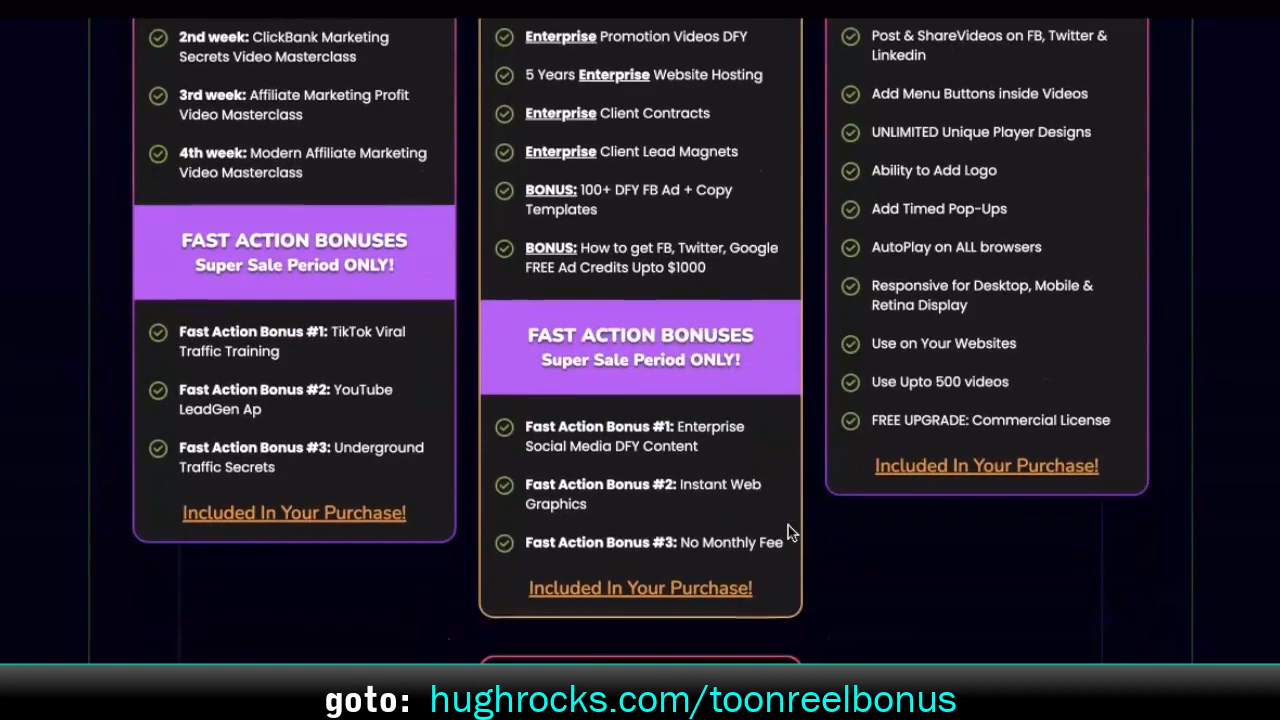 2nd week: ClickBank Marketing
Secrets Video Masterclass
3rd week: Affiliate Marketing Profit
Video Masterclass
4th week: Modern Affiliate Marketing
Video Masterclass
FAST ACTION BONUSES
Super Sale Period ONLY!
Fast Action Bonus #1: TikTok Viral
Traffic Training
Fast Action Bonus #2: YouTube
LeadGen Ap
Fast Action Bonus #3: Underground
Traffic Secrets
Included In Your Purchase!
Enterprise Promotion Videos DFY
5 Years Enterprise Website Hosting
Enterprise Client Contracts
Enterprise Client Lead Magnets
BONUS: 100+ DFY FB Ad + Copy
Templates
BONUS: How to get FB, Twitter, Google
FREE Ad Credits Upto $1000
FAST ACTION BONUSES
Super Sale Period ONLY!
Fast Action Bonus #1: Enterprise
Social Media DFY Content
Fast Action Bonus #2: Instant Web
Graphics
Fast Action Bonus #3: No Monthly Fee
Included In Your Purchase!
Post & ShareVideos on FB, Twitter &
Linkedin
Add Menu Buttons inside Videos
UNLIMITED Unique Player Designs
Ability to Add Logo
Add Timed Pop-Ups
AutoPlay on ALL browsers
Responsive for Desktop, Mobile &
Retina Display
Use on Your Websites
Use Upto 500 videos
FREE UPGRADE: Commercial License
Included In Your Purchase!
goto: hughrocks.com/toonreelbonus